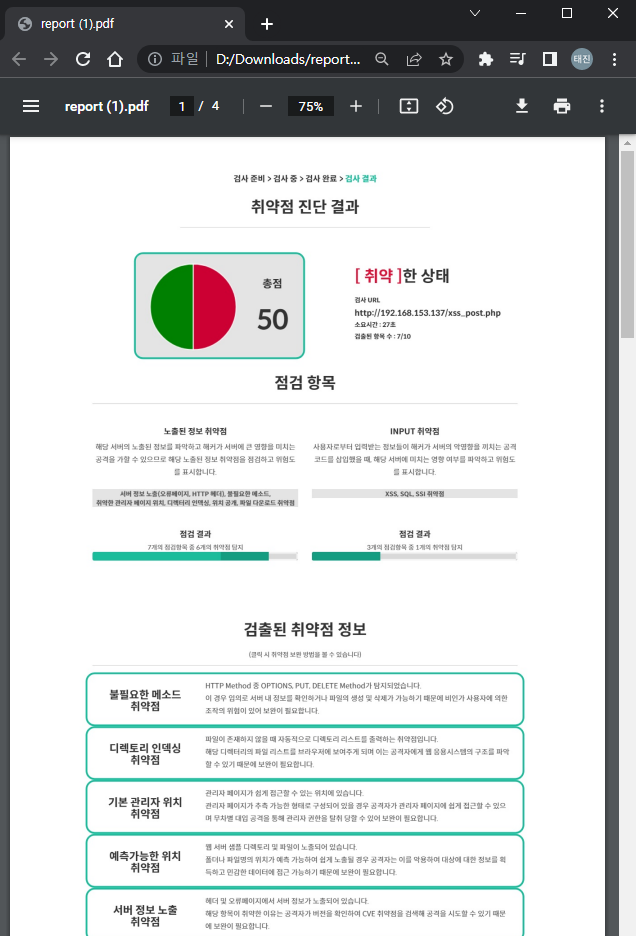 report (1).pdf
파일
D:/Downloads/report...
태진
report (1).pdf
1 / 4
75%
검사 준비 > 검사 중 > 검사 완료 > 검사 결과
취약점 진단 결과
총점
50
[ 취약 ]한 상태
검사 URL
http://192.168.153.137/xss_post.php
소요시간 : 27초
검출된 항목 수 : 7/10
점검 항목
노출된 정보 취약점
해당 서버의 노출된 정보를 파악하고 해커가 서버에 큰 영향을 미치는
공격을 가할 수 있으므로 해당 노출된 정보 취약점을 점검하고 위험도
를 표시합니다.
서버 정보 노출(오류페이지, HTTP 헤더), 불필요한 메소드,
취약한 관리자 페이지 위치, 디렉터리 인덱싱, 위치 공개, 파일 다운로드 취약점
점검 결과
7개의 점검항목 중 6개의 취약점 탐지
INPUT 취약점
사용자로부터 입력받는 정보들이 해커가 서버의 악영향을 끼치는 공격
코드를 삽입했을 때, 해당 서버에 미치는 영향 여부를 파악하고 위험도
를 표시합니다.
XSS, SQL, SSI 취약점
점검 결과
3개의 점검항목 중 1개의 취약점 탐지
검출된 취약점 정보
(클릭 시 취약점 보완 방법을 볼 수 있습니다)
불필요한 메소드
취약점
HTTP Method 중 OPTIONS, PUT, DELETE Method가 탐지되었습니다.
이 경우 임의로 서버 내 정보를 확인하거나 파일의 생성 및 삭제가 가능하기 때문에 비인가 사용자에 의한
조작의 위험이 있어 보완이 필요합니다.
디렉토리 인덱싱
취약점
파일이 존재하지 않을 때 자동적으로 디렉토리 리스트를 출력하는 취약점입니다.
해당 디렉터리의 파일 리스트를 브라우저에 보여주게 되며 이는 공격자에게 웹 응용시스템의 구조를 파악
할 수 있기 때문에 보완이 필요합니다.
기본 관리자 위치
취약점
관리자 페이지가 쉽게 접근할 수 있는 위치에 있습니다.
관리자 페이지가 추측 가능한 형태로 구성되어 있을 경우 공격자가 관리자 페이지에 쉽게 접근할 수 있으
며 무차별 대입 공격을 통해 관리자 권한을 탈취 당할 수 있어 보완이 필요합니다.
예측가능한 위치
취약점
웹 서버 샘플 디렉토리 및 파일이 노출되어 있습니다.
폴더나 파일명의 위치가 예측 가능하여 쉽게 노출될 경우 공격자는 이를 악용하여 대상에 대한 정보를 획
득하고 민감한 데이터에 접근 가능하기 때문에 보완이 필요합니다.
서버 정보 노출
취약점
헤더 및 오류페이지에서 서버 정보가 노출되어 있습니다.
해당 항목이 취약한 이유는 공격자가 버전을 확인하여 CVE 취약점을 검색해 공격을 시도할 수 있기 때문
에 보완이 필요합니다.